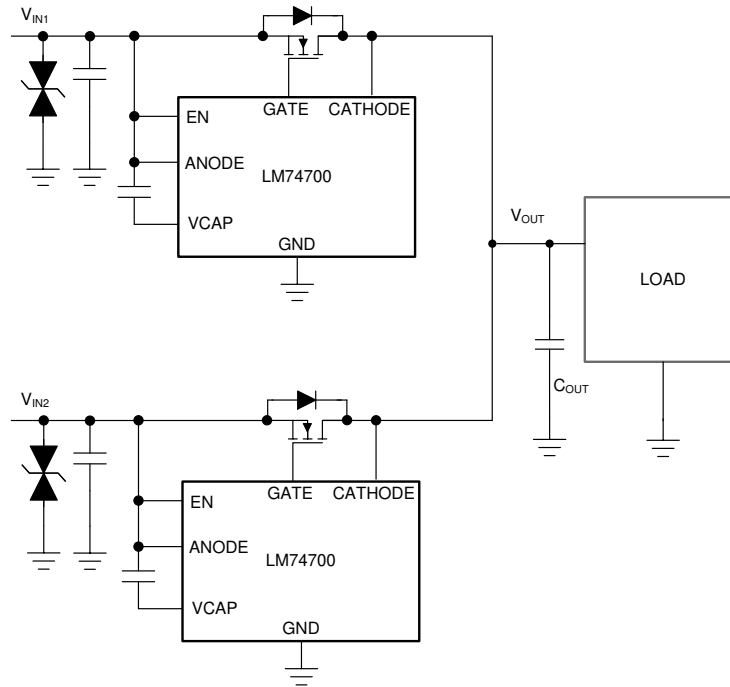 VIN1
GATE CATHODE
EN
ANODE
LM74700
VCAP
GND
VOUT
LOAD
COUT
VIN2
GATE CATHODE
EN
ANODE
LM74700
VCAP
GND